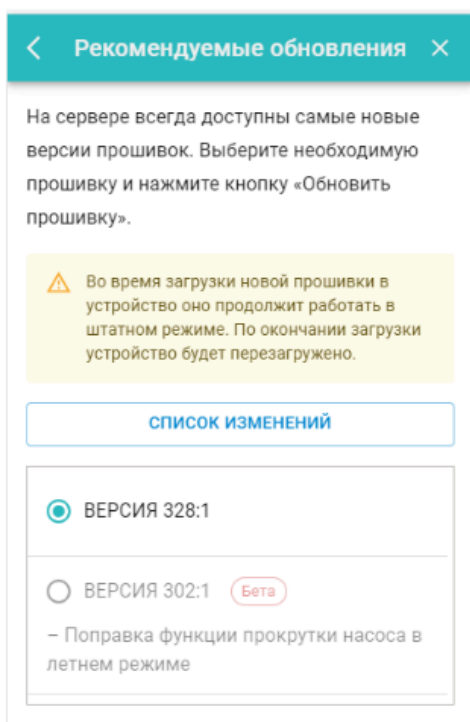 Рекомендуемые обновления
На сервере всегда доступны самые новые
версии прошивок. Выберите необходимую
прошивку и нажмите кнопку «Обновить
прошивку».
Во время загрузки новой прошивки в
устройство оно продолжит работать в
штатном режиме. По окончании загрузки
устройство будет перезагружено.
СПИСОК ИЗМЕНЕНИЙ
ВЕРСИЯ 328:1
ВЕРСИЯ 302:1 Бета
– Поправка функции прокрутки насоса в
летнем режиме